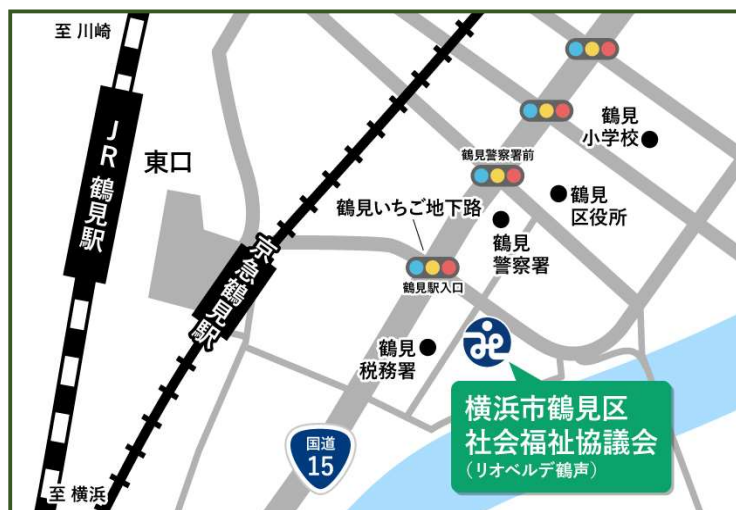 至 川崎
JR 鶴見駅
東口
鶴見
小学校
鶴見警察署前
鶴見
区役所
鶴見いちご地下路
鶴見
警察署
京急鶴見駅
鶴見駅入口
鶴見
税務署
横浜市鶴見区
社会福祉協議会
(リオベルデ鶴声)
国道
15
至 横浜